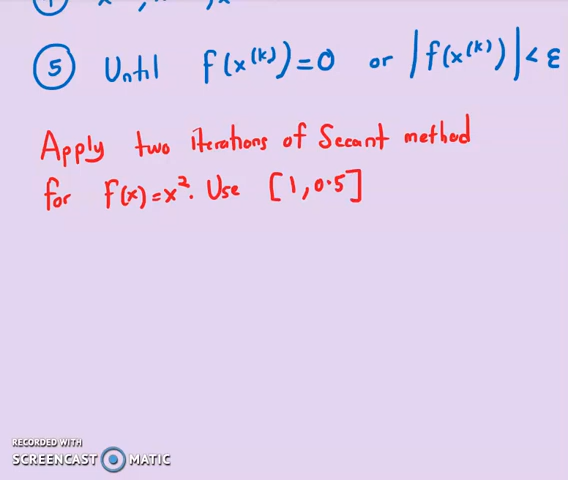 ⑤ Until f(x^(k))=0 or |f(x^(k))|<ε
Apply two iterations of Secant method
for f(x)=x². Use [1, 0.5]
RECORDED WITH
SCREENCAST MATIC